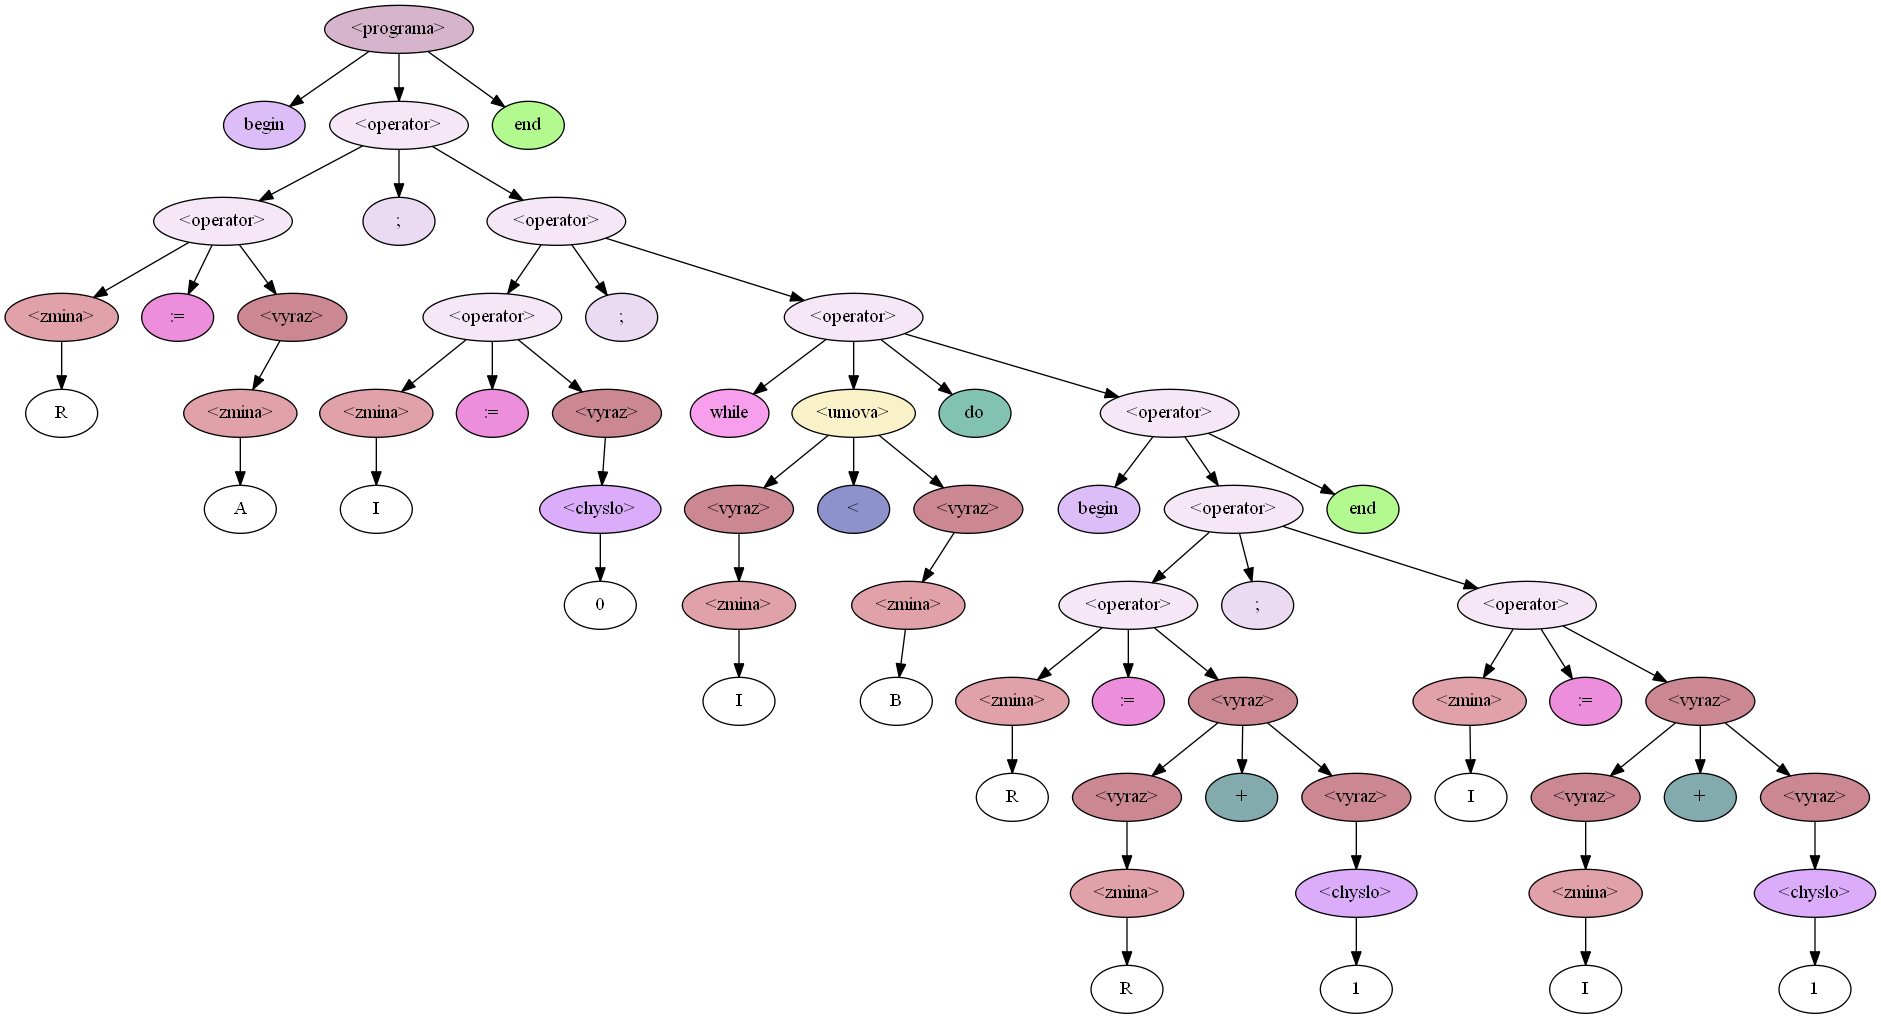 <programa>
begin <operator> end
<operator> ; <operator>
<zmina> := <vyraz> <operator> ; <operator>
R <zmina> <zmina> := <vyraz> while <umova> do <operator>
A I <chyslo> <vyraz> < <vyraz> begin <operator> end
0 <zmina> <zmina> <operator> ; <operator>
I B <zmina> := <vyraz> <zmina> := <vyraz>
R <vyraz> + <vyraz> I <vyraz> + <vyraz>
<zmina> <chyslo> <zmina> <chyslo>
R 1 I 1